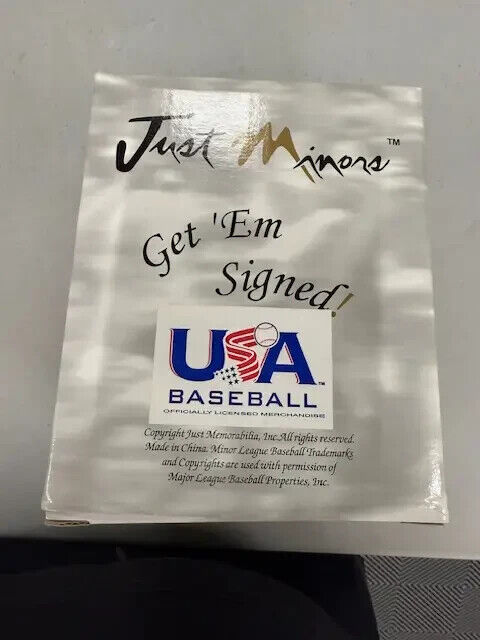 Just Minors™
Get 'Em
Signed!
USA™
BASEBALL
OFFICIALLY LICENSED MERCHANDISE
Copyright Just Memorabilia, Inc. All rights reserved.
Made in China. Minor League Baseball Trademarks
and Copyrights are used with permission of
Major League Baseball Properties, Inc.